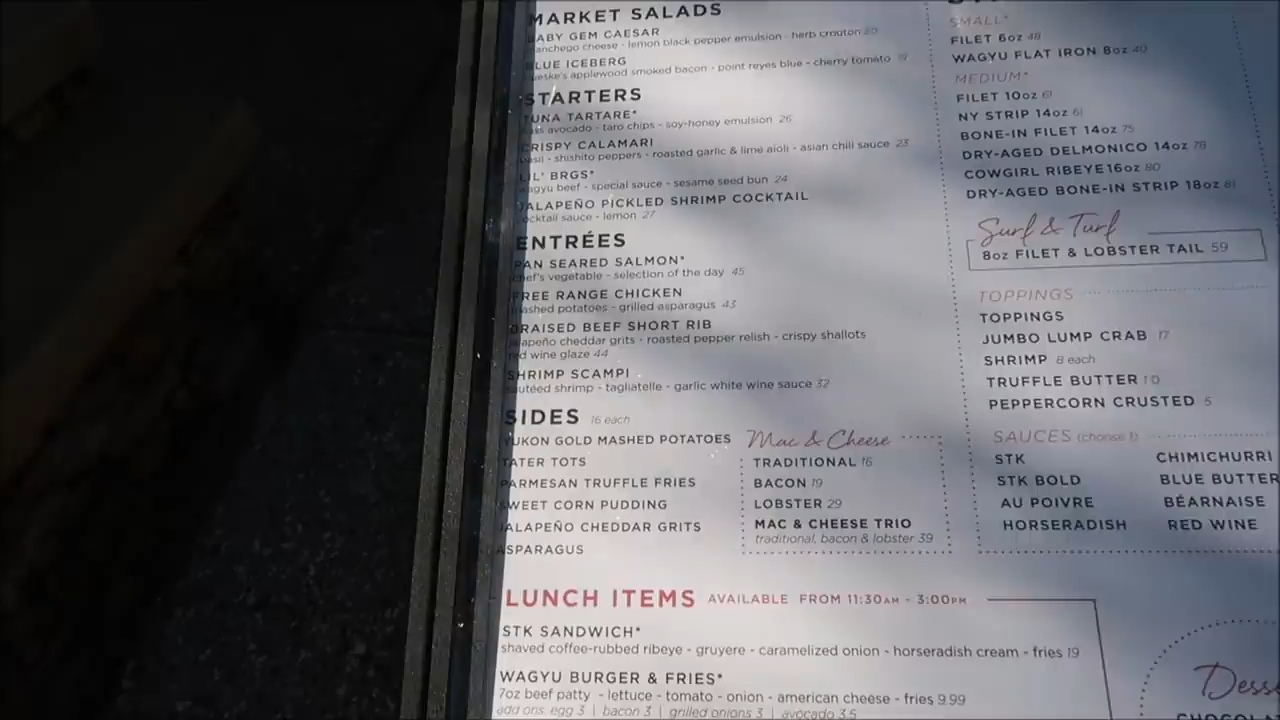 MARKET SALADS
BABY GEM CAESAR
manchego cheese - lemon black pepper emulsion - herb crouton 20
BLUE ICEBERG
nueske's applewood smoked bacon - point reyes blue - cherry tomato 19
STARTERS
TUNA TARTARE*
hass avocado - taro chips - soy-honey emulsion 26
CRISPY CALAMARI
basil - shishito peppers - roasted garlic & lime aioli - asian chili sauce 23
LIL' BRGS*
wagyu beef - special sauce - sesame seed bun 24
JALAPEÑO PICKLED SHRIMP COCKTAIL
cocktail sauce - lemon 27
ENTRÉES
PAN SEARED SALMON*
chef's vegetable - selection of the day 45
FREE RANGE CHICKEN
mashed potatoes - grilled asparagus 43
BRAISED BEEF SHORT RIB
jalapeño cheddar grits - roasted pepper relish - crispy shallots
red wine glaze 44
SHRIMP SCAMPI
sautéed shrimp - tagliatelle - garlic white wine sauce 32
SIDES 16 each
YUKON GOLD MASHED POTATOES
TATER TOTS
PARMESAN TRUFFLE FRIES
SWEET CORN PUDDING
JALAPEÑO CHEDDAR GRITS
ASPARAGUS
Mac & Cheese
TRADITIONAL 16
BACON 19
LOBSTER 29
MAC & CHEESE TRIO
traditional, bacon & lobster 39
SMALL*
FILET 6oz 48
WAGYU FLAT IRON 8oz 49
MEDIUM*
FILET 10oz 61
NY STRIP 14oz 61
BONE-IN FILET 14oz 75
DRY-AGED DELMONICO 14oz 78
COWGIRL RIBEYE 16oz 80
DRY-AGED BONE-IN STRIP 18oz 81
Surf & Turf
8oz FILET & LOBSTER TAIL 59
TOPPINGS
TOPPINGS
JUMBO LUMP CRAB 17
SHRIMP 8 each
TRUFFLE BUTTER 10
PEPPERCORN CRUSTED 5
SAUCES (choose 1)
STK CHIMICHURRI
STK BOLD BLUE BUTTER
AU POIVRE BÉARNAISE
HORSERADISH RED WINE
LUNCH ITEMS AVAILABLE FROM 11:30AM - 3:00PM
STK SANDWICH*
shaved coffee-rubbed ribeye - gruyere - caramelized onion - horseradish cream - fries 19
WAGYU BURGER & FRIES*
7oz beef patty - lettuce - tomato - onion - american cheese - fries 9.99
add ons egg 3 | bacon 3 | grilled onions 3 | avocado 3.5